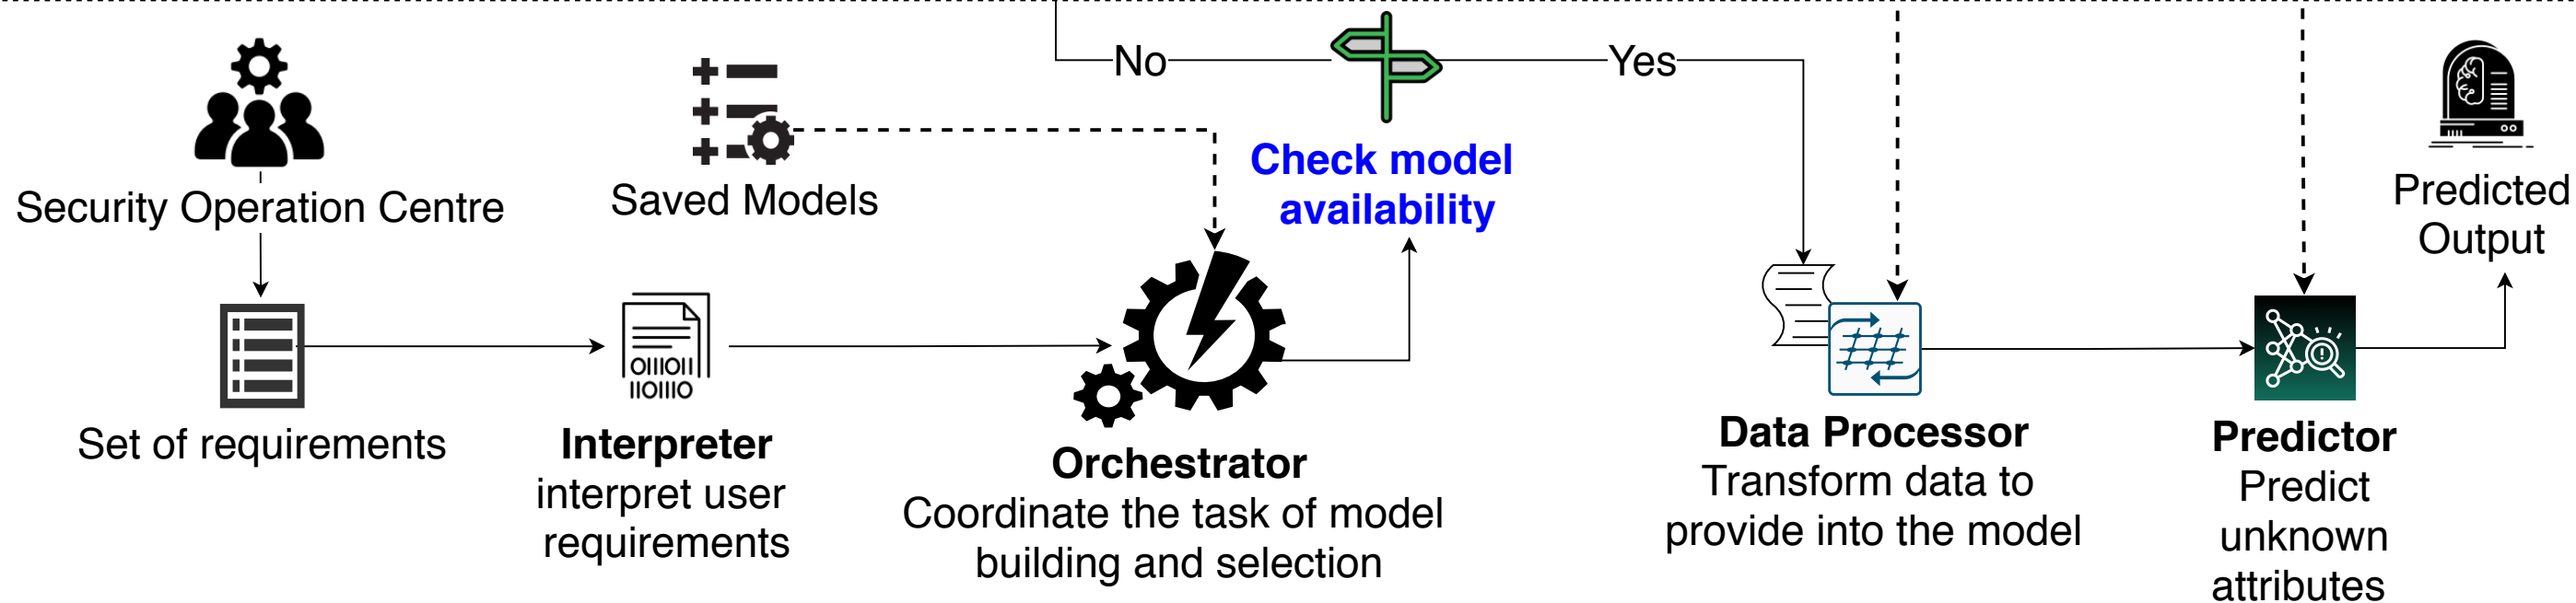 No
Yes
Check model
availability
Security Operation Centre
Saved Models
Predicted
Output
OIIIOII
IIOIIIO
Set of requirements
Interpreter
interpret user
requirements
Orchestrator
Coordinate the task of model
building and selection
Data Processor
Transform data to
provide into the model
Predictor
Predict
unknown
attributes